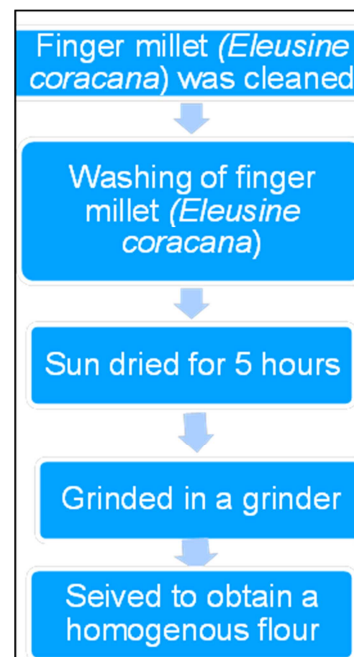 Finger millet (Eleusine
coracana) was cleaned
Washing of finger
millet (Eleusine
coracana)
Sun dried for 5 hours
Grinded in a grinder
Seived to obtain a
homogenous flour